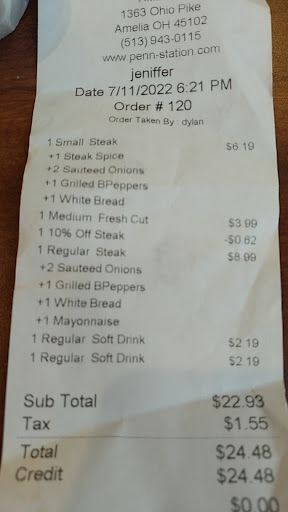 1363 Ohio Pike
Amelia OH 45102
(513) 943-0115
www.penn-station.com
jeniffer
Date 7/11/2022 6:21 PM
Order # 120
Order Taken By : dylan
1 Small Steak $6.19
+1 Steak Spice
+2 Sauteed Onions
+1 Grilled BPeppers
+1 White Bread
1 Medium Fresh Cut $3.99
1 10% Off Steak -$0.62
1 Regular Steak $8.99
+2 Sauteed Onions
+1 Grilled BPeppers
+1 White Bread
+1 Mayonnaise
1 Regular Soft Drink $2.19
1 Regular Soft Drink $2.19
Sub Total $22.93
Tax $1.55
Total $24.48
Credit $24.48
$0.00